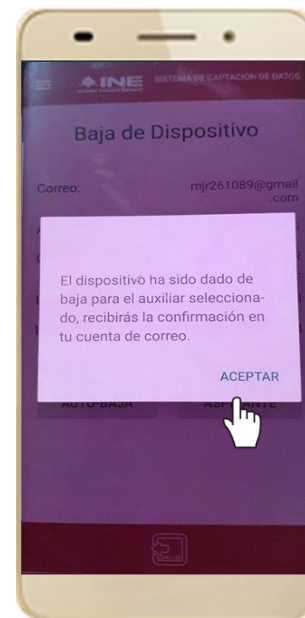 INE
SISTEMA DE CAPTACIÓN DE DATOS
Baja de Dispositivo
Correo: mjr261089@gmail
.com
El dispositivo ha sido dado de
baja para el auxiliar selecciona-
do, recibirás la confirmación en
tu cuenta de correo.
ACEPTAR
AUTO-BAJA ASPIRANTE